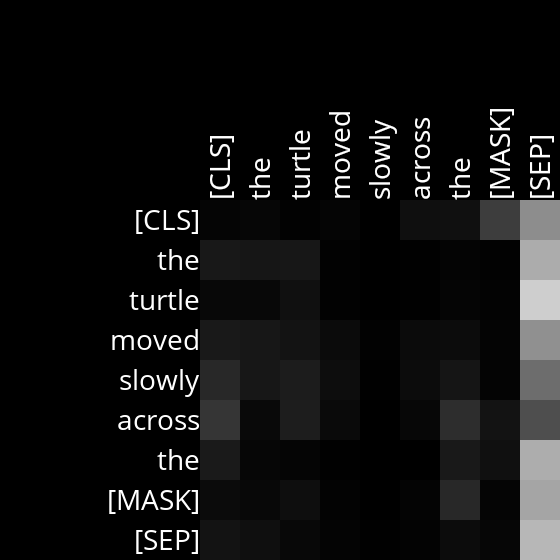 [CLS] the turtle moved slowly across the [MASK] [SEP]
[CLS]
the
turtle
moved
slowly
across
the
[MASK]
[SEP]